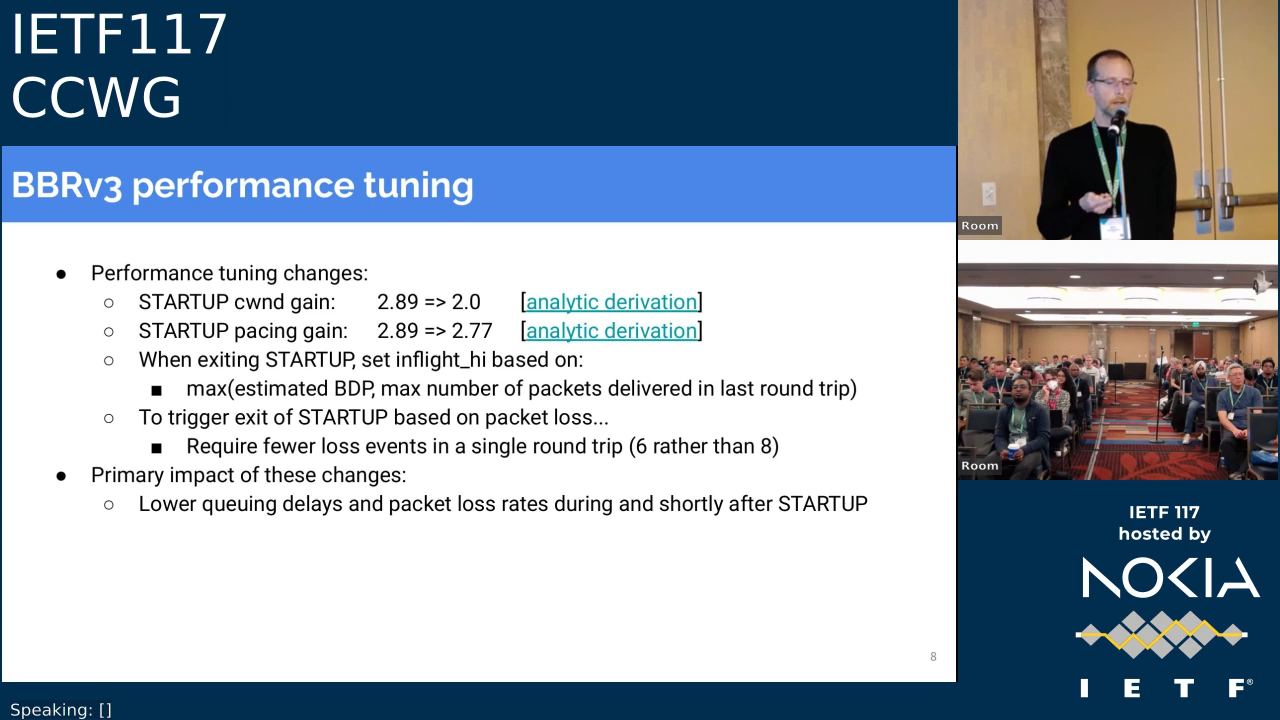 IETF117
CCWG
BBRv3 performance tuning
● Performance tuning changes:
○ STARTUP cwnd gain: 2.89 => 2.0 [analytic derivation]
○ STARTUP pacing gain: 2.89 => 2.77 [analytic derivation]
○ When exiting STARTUP, set inflight_hi based on:
■ max(estimated BDP, max number of packets delivered in last round trip)
○ To trigger exit of STARTUP based on packet loss...
■ Require fewer loss events in a single round trip (6 rather than 8)
● Primary impact of these changes:
○ Lower queuing delays and packet loss rates during and shortly after STARTUP
8
Speaking: []
Room
Room
IETF 117
hosted by
NOKIA
I E T F®